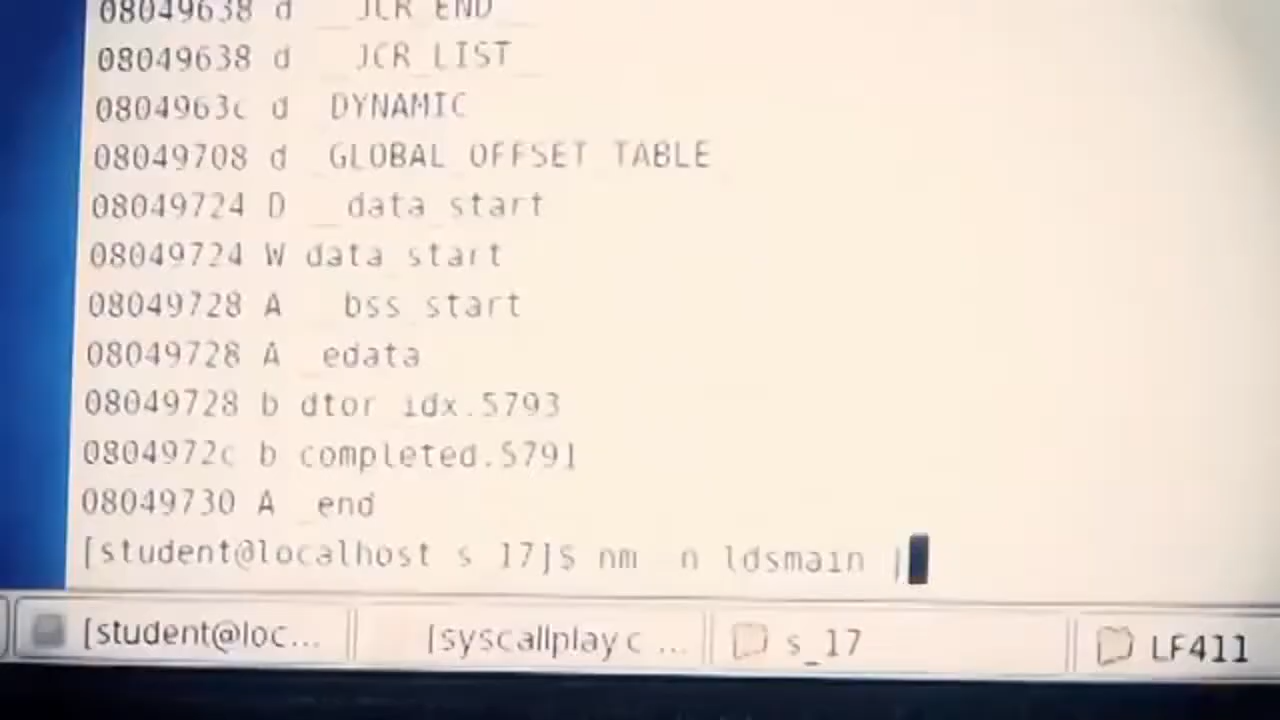 08049638 d __JCR_END__
08049638 d __JCR_LIST__
0804963c d _DYNAMIC
08049708 d _GLOBAL_OFFSET_TABLE_
08049724 D __data_start
08049724 W data_start
08049728 A __bss_start
08049728 A _edata
08049728 b dtor_idx.5793
0804972c b completed.5791
08049730 A _end
[student@localhost s_17]$ nm -n ldsmain |
[student@loc... [syscallplay.c ... s_17 LF411